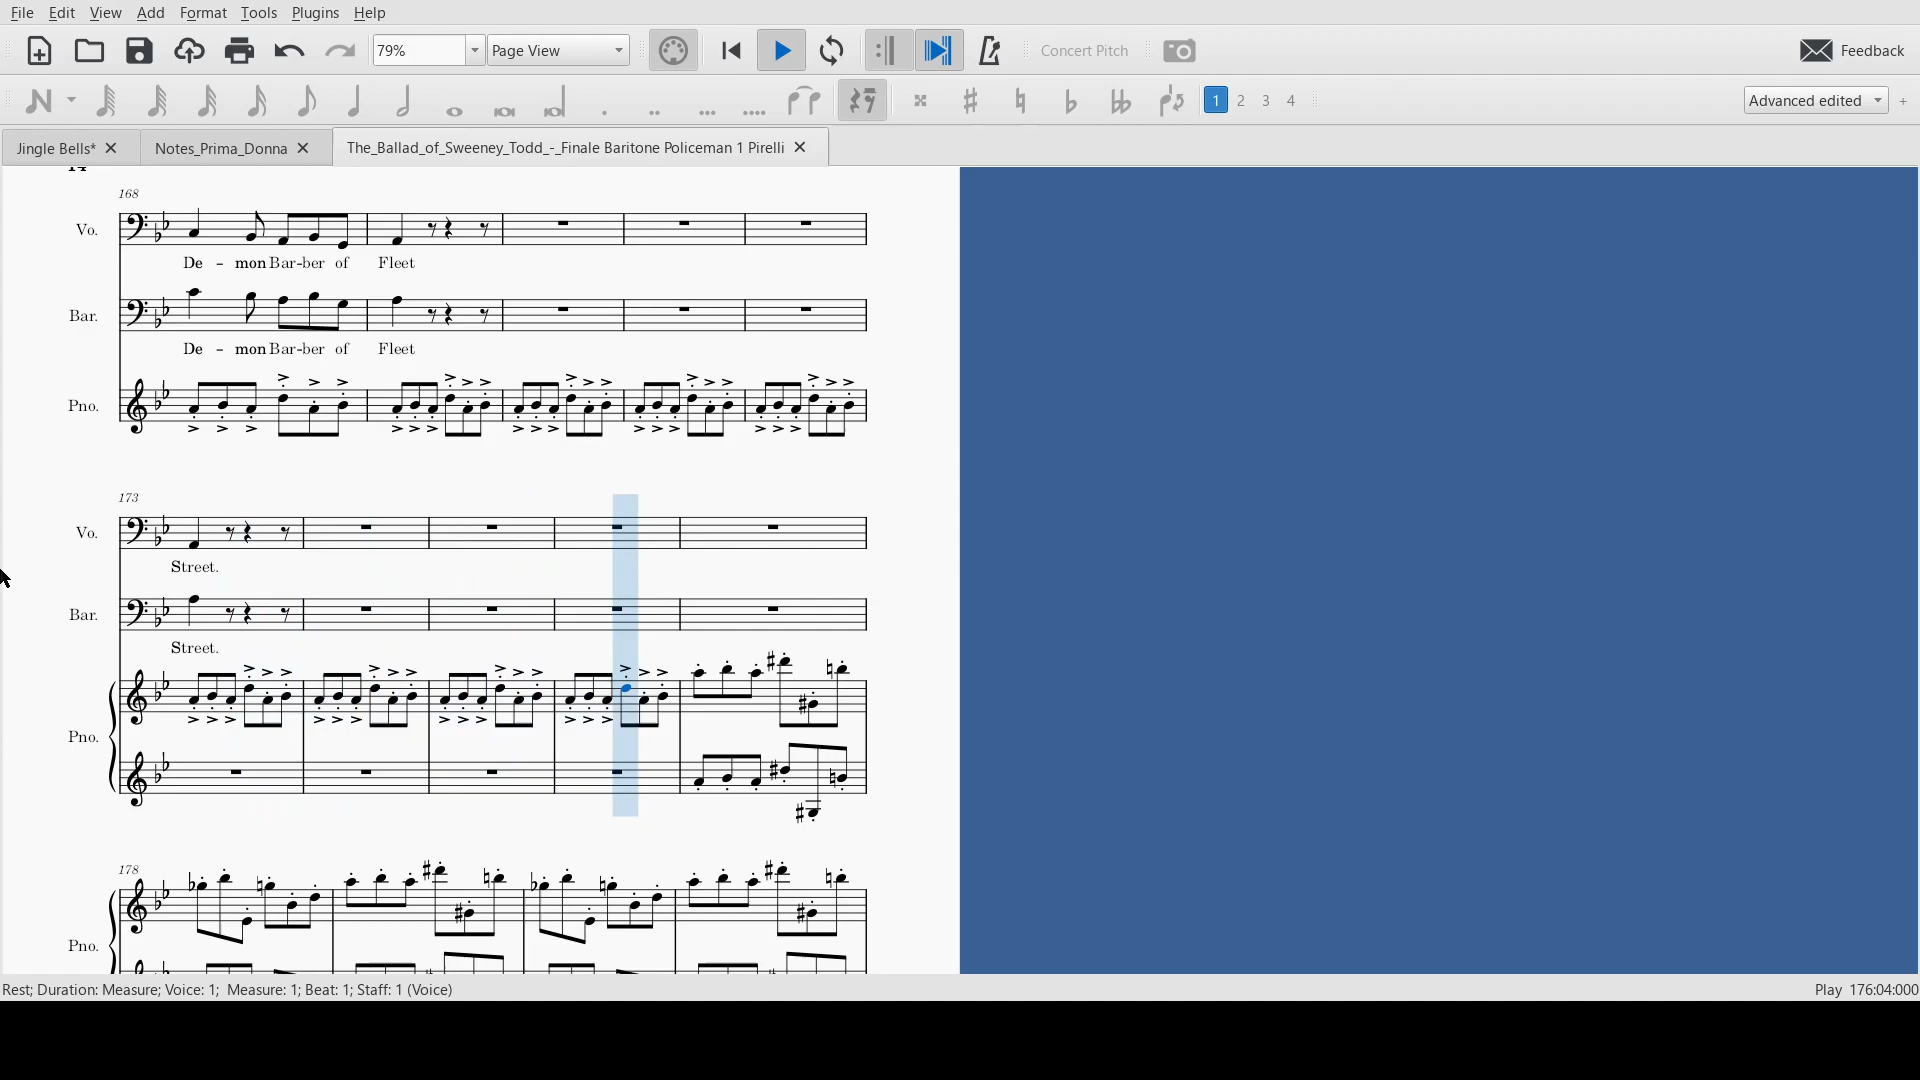 File Edit View Add Tools Plugins Help
79% Page View Concert Pitch Feedback
1 2 3 4 Advanced edited +
Jingle Bells* Notes_Prima_Donna The_Ballad_of_Sweeney_Todd_-_Finale Baritone Policeman 1 Pirelli
14
168
Vo.
De - mon Bar-ber of Fleet
Bar.
De - mon Bar-ber of Fleet
Pno.
173
Vo.
Street.
Bar.
Street.
Pno.
178
Pno.
Rest; Duration: Measure; Voice: 1; Measure: 1; Beat: 1; Staff: 1 (Voice) Play 176:04:000